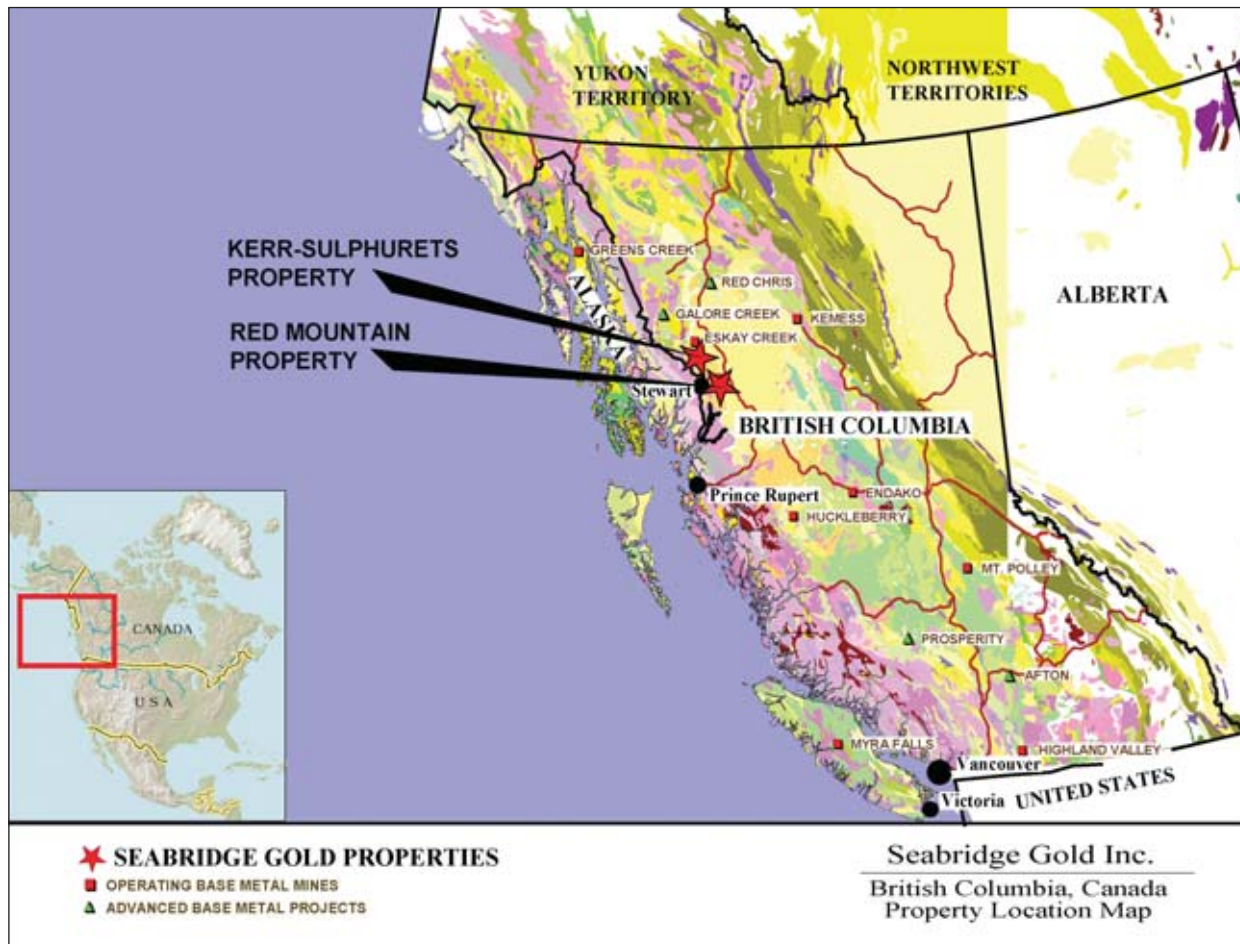 YUKON
TERRITORY
NORTHWEST
TERRITORIES
KERR-SULPHURETS
PROPERTY
GREENS CREEK
ALASKA
RED CHRIS
ALBERTA
RED MOUNTAIN
PROPERTY
GALORE CREEK
KEMESS
ESKAY CREEK
Stewart
BRITISH COLUMBIA
Prince Rupert
ENDAKO
HUCKLEBERRY
MT. POLLEY
CANADA
PROSPERITY
AFTON
USA
MYRA FALLS
HIGHLAND VALLEY
Vancouver
UNITED STATES
Victoria
SEABRIDGE GOLD PROPERTIES
OPERATING BASE METAL MINES
ADVANCED BASE METAL PROJECTS
Seabridge Gold Inc.
British Columbia, Canada
Property Location Map